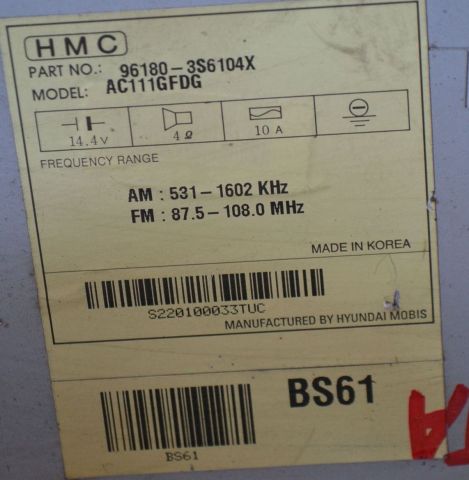 HMC
PART NO.: 96180-3S6104X
MODEL: AC111GFDG
14.4V 4Ω 10 A
FREQUENCY RANGE
AM : 531-1602 KHz
FM : 87.5-108.0 MHz
MADE IN KOREA
S220100033TUC
MANUFACTURED BY HYUNDAI MOBIS
BS61
BS61